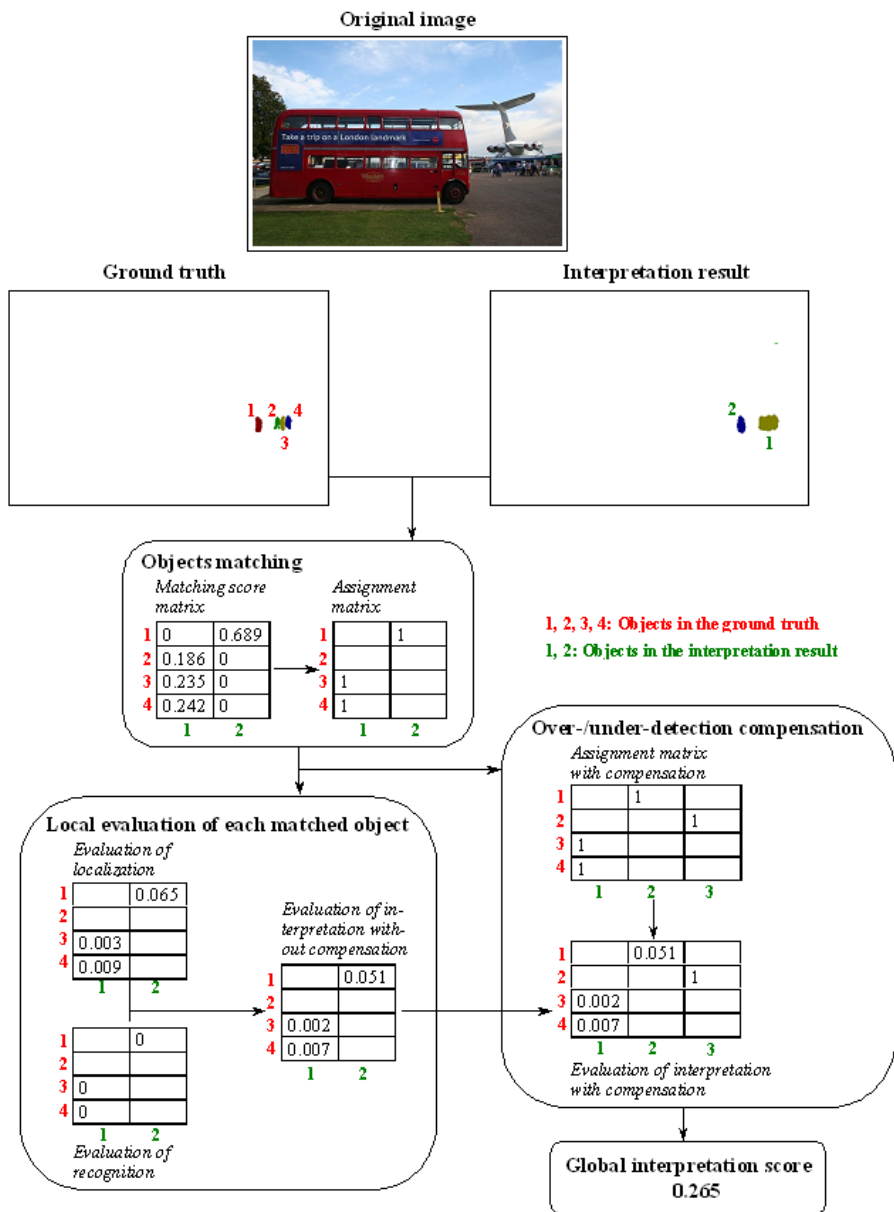 Original image
Take a trip on a London landmark
Ground truth
Interpretation result
1 2 4
3
2
1
Objects matching
Matching score
matrix
Assignment
matrix
1 0 0.689
2 0.186 0
3 0.235 0
4 0.242 0
1 2
1 1
2
3 1
4 1
1 2
1, 2, 3, 4: Objects in the ground truth
1, 2: Objects in the interpretation result
Over-/under-detection compensation
Assignment matrix
with compensation
1 1
2 1
3 1
4 1
1 2 3
Local evaluation of each matched object
Evaluation of
localization
1 0.065
2
3 0.003
4 0.009
1 2
1 0
2
3 0
4 0
1 2
Evaluation of
recognition
Evaluation of in-
terpretation with-
out compensation
1 0.051
2
3 0.002
4 0.007
1 2
1 0.051
2 1
3 0.002
4 0.007
1 2 3
Evaluation of interpretation
with compensation
Global interpretation score
0.265